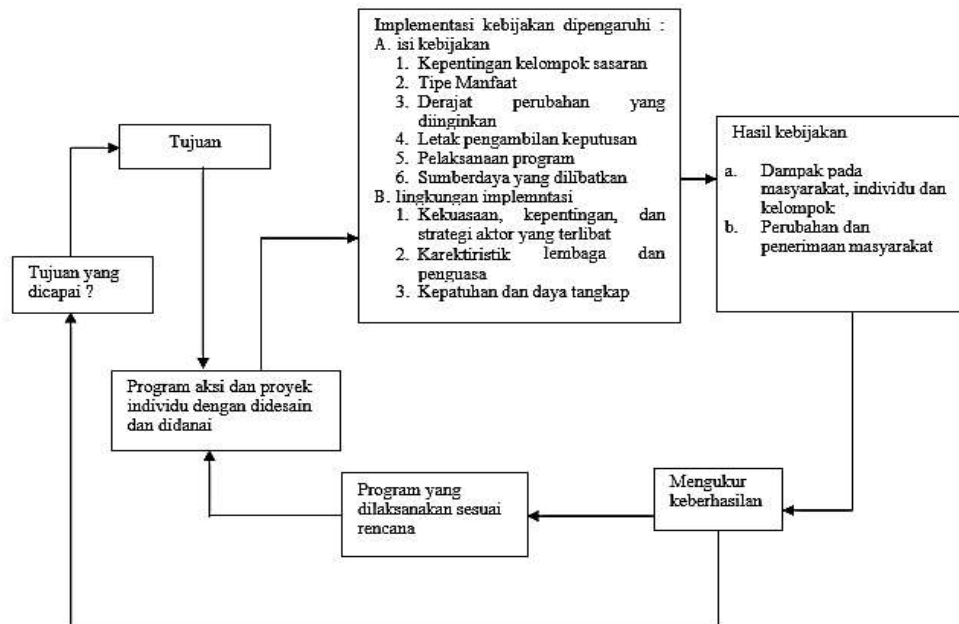 Implementasi kebijakan dipengaruhi :
A. isi kebijakan
1. Kepentingan kelompok sasaran
2. Tipe Manfaat
3. Derajat perubahan yang
diinginkan
4. Letak pengambilan keputusan
5. Pelaksanaan program
6. Sumberdaya yang dilibatkan
B. lingkungan implemntasi
1. Kekuasaan, kepentingan, dan
strategi aktor yang terlibat
2. Karektiristik lembaga dan
penguasa
3. Kepatuhan dan daya tangkap
Tujuan
Hasil kebijakan
a. Dampak pada
masyarakat, individu dan
kelompok
b. Perubahan dan
penerimaan masyarakat
Tujuan yang
dicapai ?
Program aksi dan proyek
individu dengan didesain
dan didanai
Program yang
dilaksanakan sesuai
rencana
Mengukur
keberhasilan